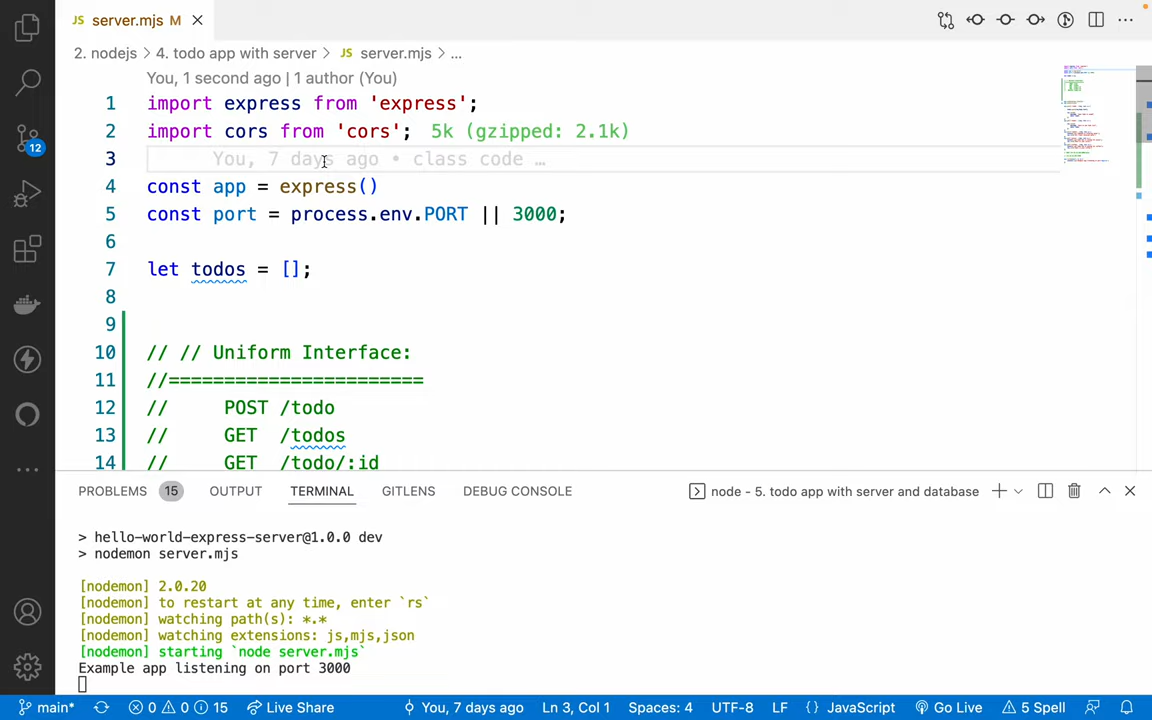 JS server.mjs M
2. nodejs > 4. todo app with server > JS server.mjs > ...
You, 1 second ago | 1 author (You)
1 import express from 'express';
2 import cors from 'cors'; 5k (gzipped: 2.1k)
3 You, 7 days ago • class code …
4 const app = express()
5 const port = process.env.PORT || 3000;
6
7 let todos = [];
8
9
10 // // Uniform Interface:
11 //=======================
12 // POST /todo
13 // GET /todos
14 // GET /todo/:id
12
PROBLEMS 15 OUTPUT TERMINAL GITLENS DEBUG CONSOLE node - 5. todo app with server and database
> hello-world-express-server@1.0.0 dev
> nodemon server.mjs
[nodemon] 2.0.20
[nodemon] to restart at any time, enter `rs`
[nodemon] watching path(s): *.*
[nodemon] watching extensions: js,mjs,json
[nodemon] starting `node server.mjs`
Example app listening on port 3000
main* 0 0 15 Live Share You, 7 days ago Ln 3, Col 1 Spaces: 4 UTF-8 LF {} JavaScript Go Live 5 Spell